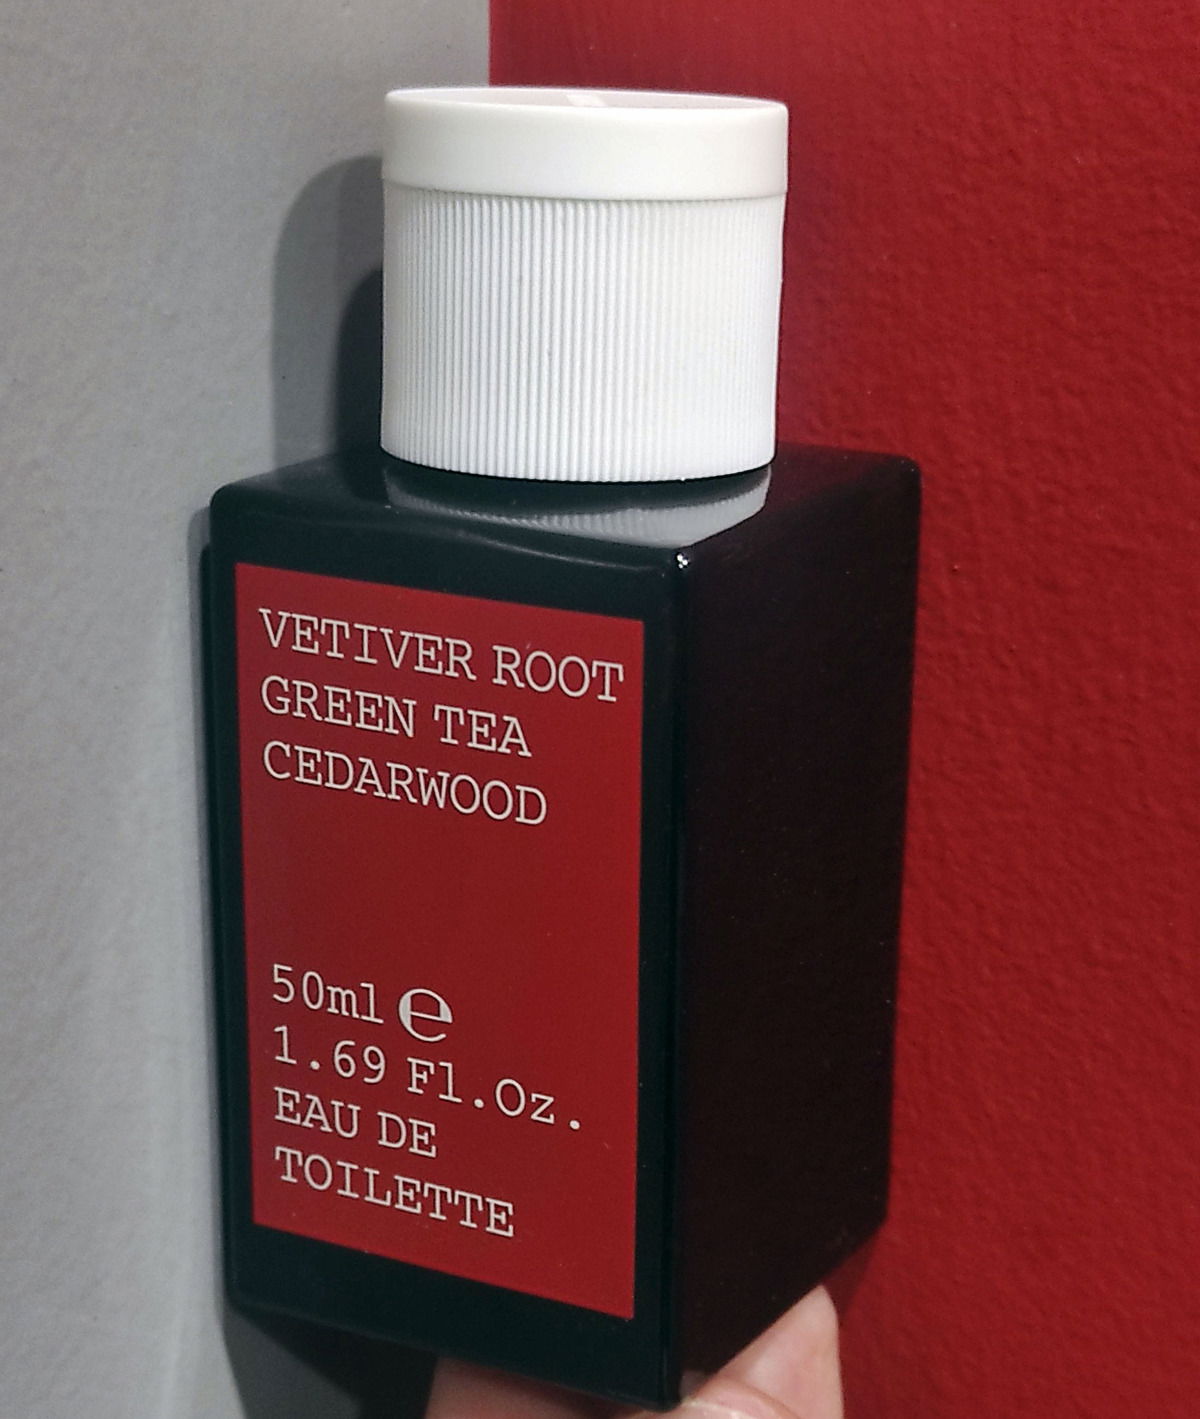 VETIVER ROOT
GREEN TEA
CEDARWOOD
50ml ℮
1.69 Fl.Oz.
EAU DE
TOILETTE